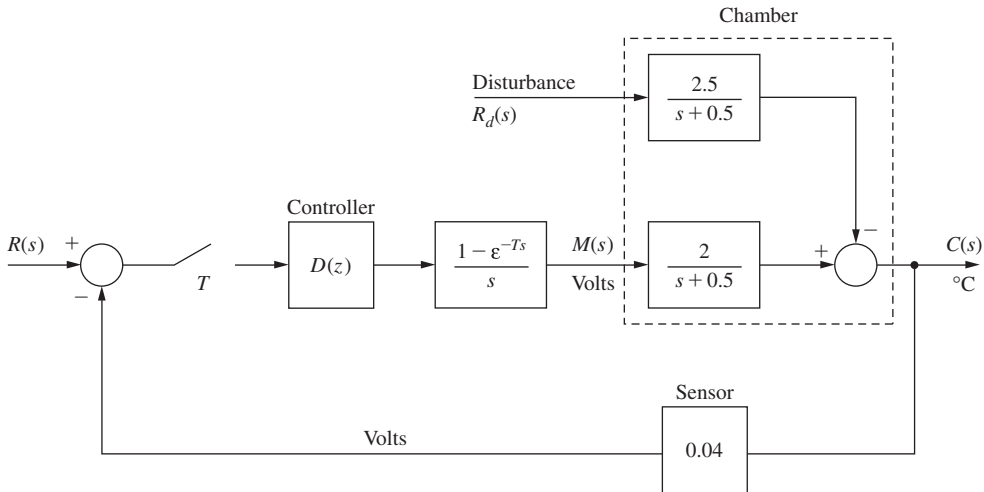 Chamber
Disturbance
R_d(s)
2.5
s + 0.5
−
Controller
R(s)
+
−
T
D(z)
1 − ε^{−Ts}
s
M(s)
Volts
2
s + 0.5
+
C(s)
°C
Sensor
0.04
Volts